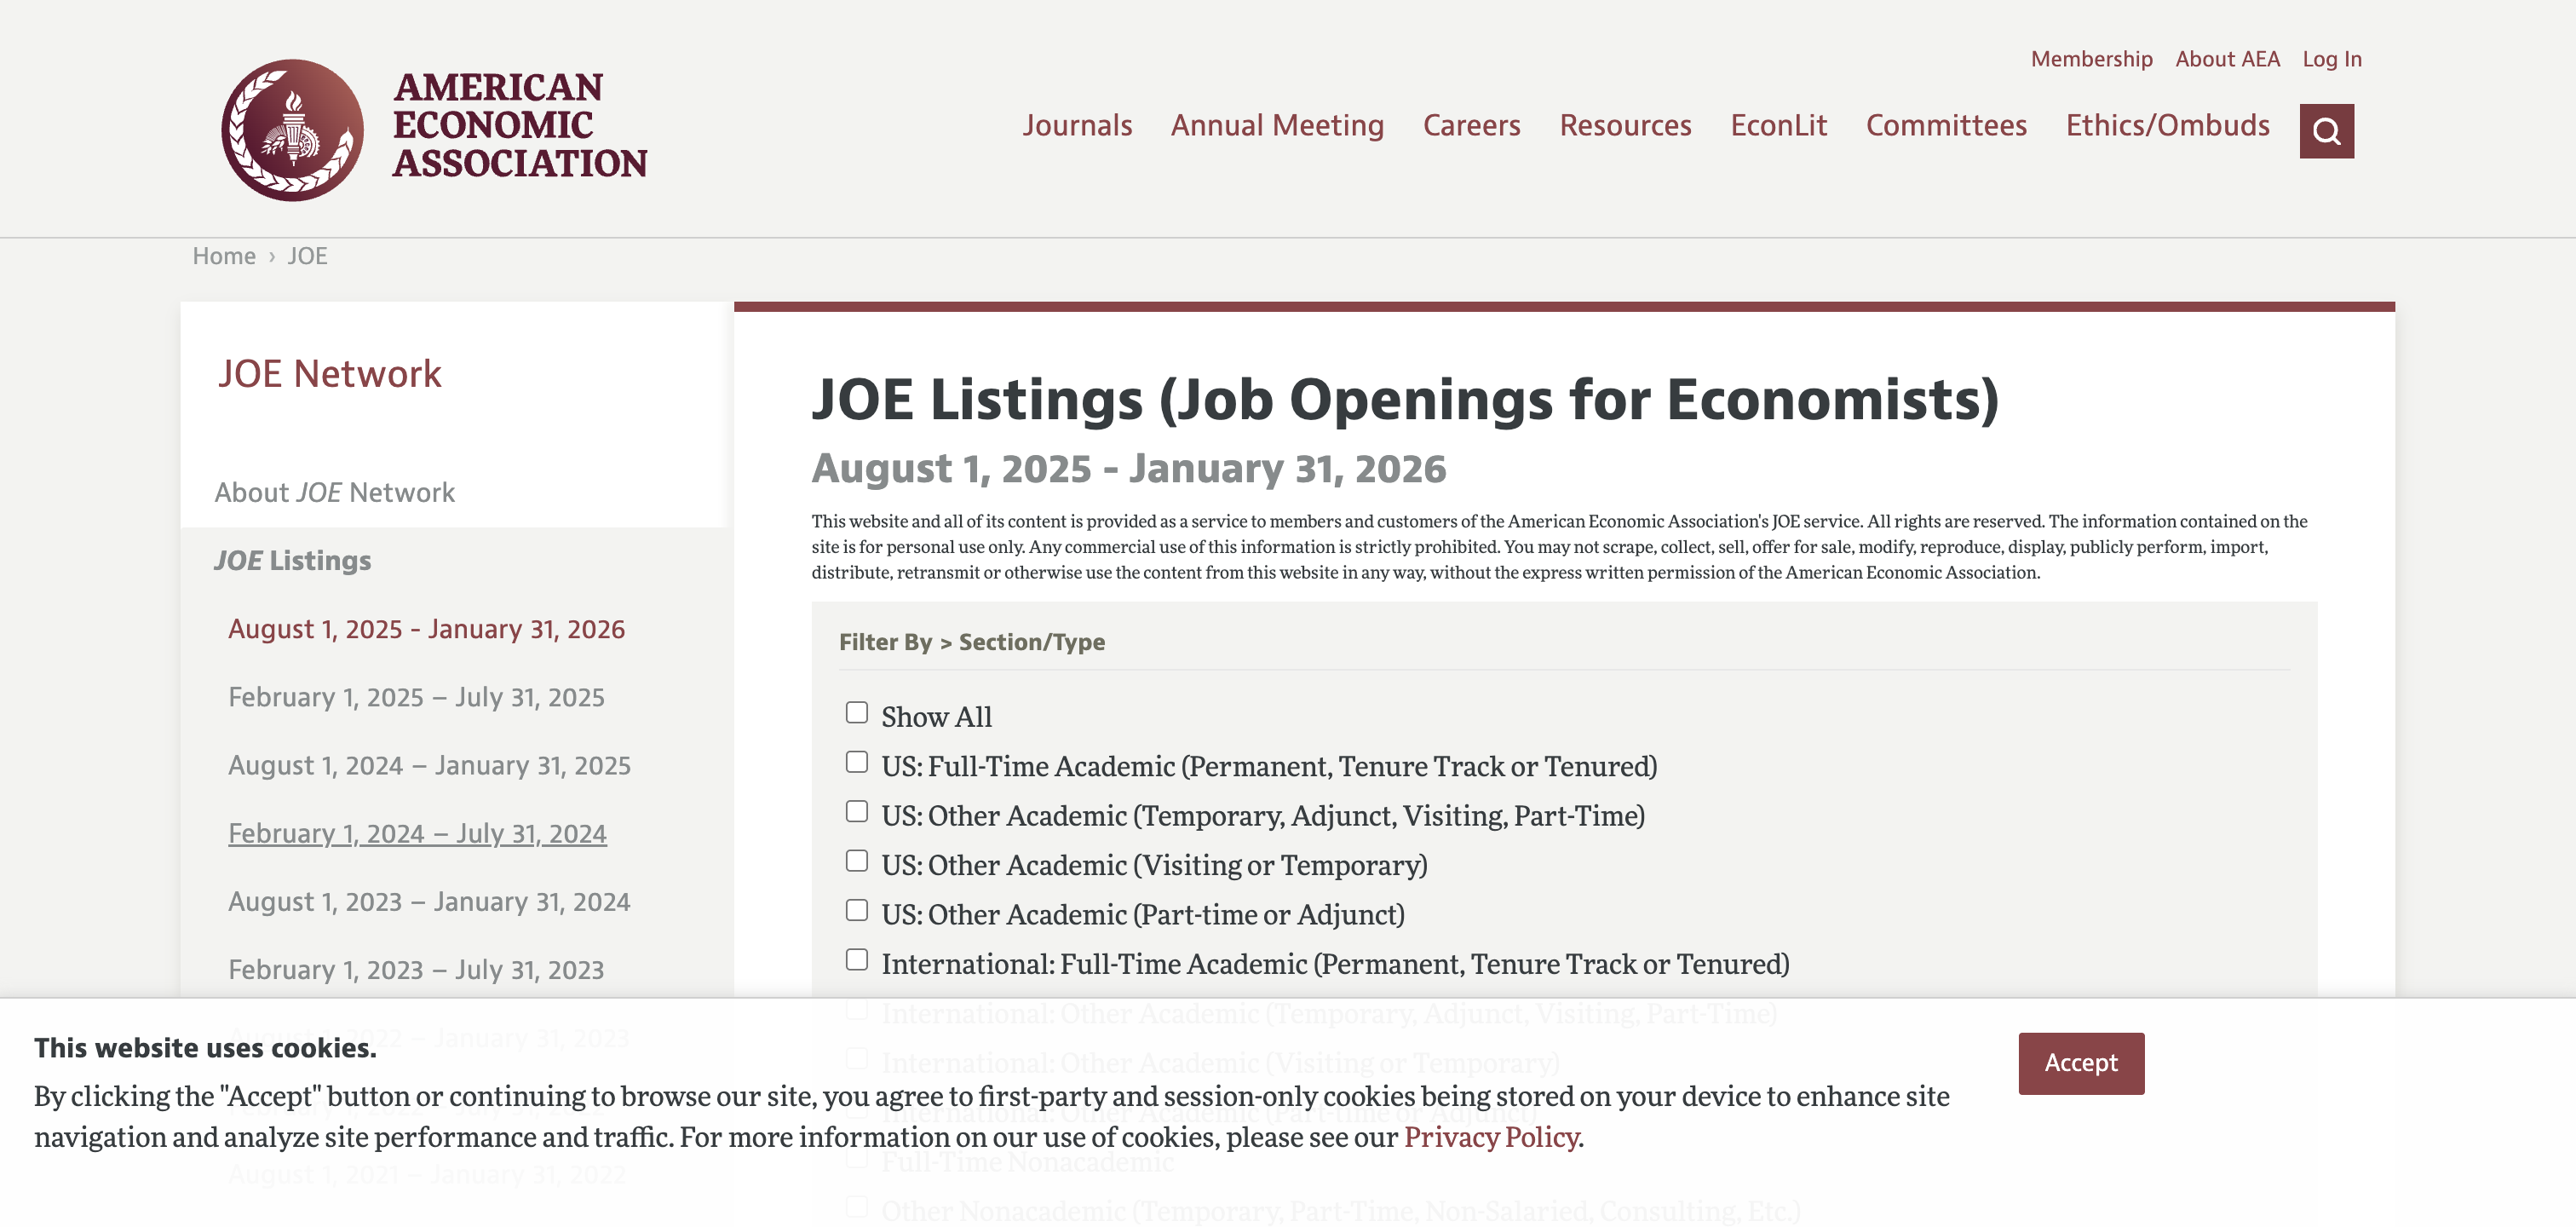 AMERICAN
ECONOMIC
ASSOCIATION
Membership About AEA Log In
Journals Annual Meeting Careers Resources EconLit Committees Ethics/Ombuds
Home › JOE
JOE Network
About JOE Network
JOE Listings
August 1, 2025 - January 31, 2026
February 1, 2025 – July 31, 2025
August 1, 2024 – January 31, 2025
February 1, 2024 – July 31, 2024
August 1, 2023 – January 31, 2024
February 1, 2023 – July 31, 2023
August 1, 2022 – January 31, 2023
February 1, 2022 – July 31, 2022
August 1, 2021 – January 31, 2022
JOE Listings (Job Openings for Economists)
August 1, 2025 - January 31, 2026
This website and all of its content is provided as a service to members and customers of the American Economic Association's JOE service. All rights are reserved. The information contained on the
site is for personal use only. Any commercial use of this information is strictly prohibited. You may not scrape, collect, sell, offer for sale, modify, reproduce, display, publicly perform, import,
distribute, retransmit or otherwise use the content from this website in any way, without the express written permission of the American Economic Association.
Filter By > Section/Type
Show All
US: Full-Time Academic (Permanent, Tenure Track or Tenured)
US: Other Academic (Temporary, Adjunct, Visiting, Part-Time)
US: Other Academic (Visiting or Temporary)
US: Other Academic (Part-time or Adjunct)
International: Full-Time Academic (Permanent, Tenure Track or Tenured)
International: Other Academic (Temporary, Adjunct, Visiting, Part-Time)
International: Other Academic (Visiting or Temporary)
International: Other Academic (Part-time or Adjunct)
Full-Time Nonacademic
Other Nonacademic (Temporary, Part-Time, Non-Salaried, Consulting, Etc.)
This website uses cookies.
By clicking the "Accept" button or continuing to browse our site, you agree to first-party and session-only cookies being stored on your device to enhance site
navigation and analyze site performance and traffic. For more information on our use of cookies, please see our Privacy Policy.
Accept